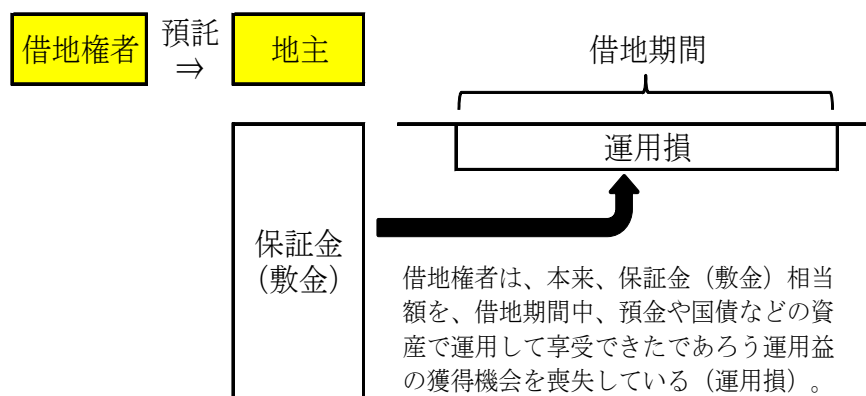 借地権者
預託
⇒
地主
借地期間
運用損
保証金
(敷金)
借地権者は、本来、保証金(敷金)相当
額を、借地期間中、預金や国債などの資
産で運用して享受できたであろう運用益
の獲得機会を喪失している(運用損)。